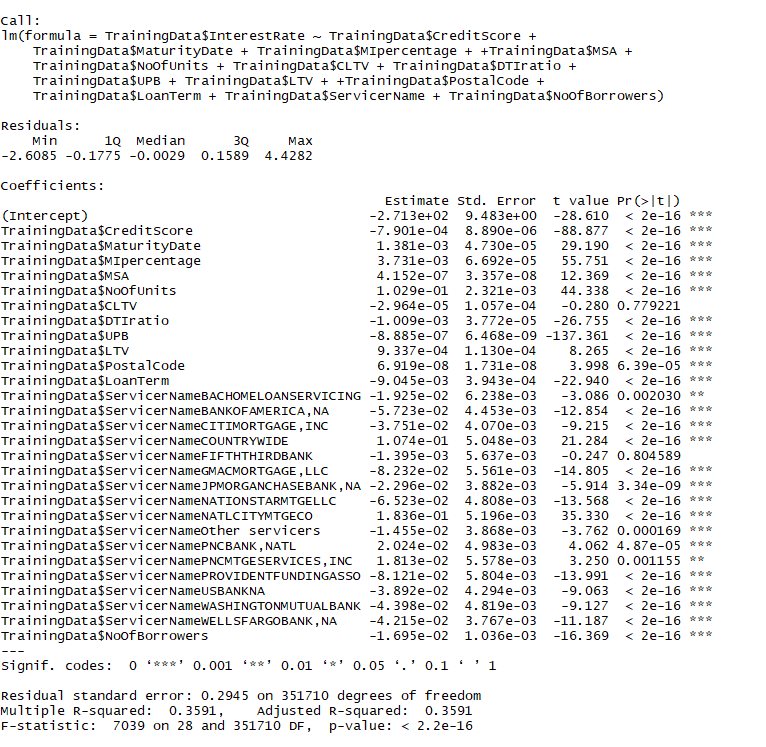 Call:
lm(formula = TrainingData$InterestRate ~ TrainingData$CreditScore +
TrainingData$MaturityDate + TrainingData$MIpercentage + +TrainingData$MSA +
TrainingData$NoOfUnits + TrainingData$CLTV + TrainingData$DTIratio +
TrainingData$UPB + TrainingData$LTV + +TrainingData$PostalCode +
TrainingData$LoanTerm + TrainingData$ServicerName + TrainingData$NoOfBorrowers)
Residuals:
Min 1Q Median 3Q Max
-2.6085 -0.1775 -0.0029 0.1589 4.4282
Coefficients:
Estimate Std. Error t value Pr(>|t|)
(Intercept) -2.713e+02 9.483e+00 -28.610 < 2e-16 ***
TrainingData$CreditScore -7.901e-04 8.890e-06 -88.877 < 2e-16 ***
TrainingData$MaturityDate 1.381e-03 4.730e-05 29.190 < 2e-16 ***
TrainingData$MIpercentage 3.731e-03 6.692e-05 55.751 < 2e-16 ***
TrainingData$MSA 4.152e-07 3.357e-08 12.369 < 2e-16 ***
TrainingData$NoOfUnits 1.029e-01 2.321e-03 44.338 < 2e-16 ***
TrainingData$CLTV -2.964e-05 1.057e-04 -0.280 0.779221
TrainingData$DTIratio -1.009e-03 3.772e-05 -26.755 < 2e-16 ***
TrainingData$UPB -8.885e-07 6.468e-09 -137.361 < 2e-16 ***
TrainingData$LTV 9.337e-04 1.130e-04 8.265 < 2e-16 ***
TrainingData$PostalCode 6.919e-08 1.731e-08 3.998 6.39e-05 ***
TrainingData$LoanTerm -9.045e-03 3.943e-04 -22.940 < 2e-16 ***
TrainingData$ServicerNameBACHOMELOANSERVICING -1.925e-02 6.238e-03 -3.086 0.002030 **
TrainingData$ServicerNameBANKOFAMERICA,NA -5.723e-02 4.453e-03 -12.854 < 2e-16 ***
TrainingData$ServicerNameCITIMORTGAGE,INC -3.751e-02 4.070e-03 -9.215 < 2e-16 ***
TrainingData$ServicerNameCOUNTRYWIDE 1.074e-01 5.048e-03 21.284 < 2e-16 ***
TrainingData$ServicerNameFIFTHTHIRDBANK -1.395e-03 5.637e-03 -0.247 0.804589
TrainingData$ServicerNameGMACMORTGAGE,LLC -8.232e-02 5.561e-03 -14.805 < 2e-16 ***
TrainingData$ServicerNameJPMORGANCHASEBANK,NA -2.296e-02 3.882e-03 -5.914 3.34e-09 ***
TrainingData$ServicerNameNATIONSTARMTGELLC -6.523e-02 4.808e-03 -13.568 < 2e-16 ***
TrainingData$ServicerNameNATLCITYMTGECO 1.836e-01 5.196e-03 35.330 < 2e-16 ***
TrainingData$ServicerNameOther servicers -1.455e-02 3.868e-03 -3.762 0.000169 ***
TrainingData$ServicerNamePNCBANK,NATL 2.024e-02 4.983e-03 4.062 4.87e-05 ***
TrainingData$ServicerNamePNCMTGESERVICES,INC 1.813e-02 5.578e-03 3.250 0.001155 **
TrainingData$ServicerNamePROVIDENTFUNDINGASSO -8.121e-02 5.804e-03 -13.991 < 2e-16 ***
TrainingData$ServicerNameUSBANKNA -3.892e-02 4.294e-03 -9.063 < 2e-16 ***
TrainingData$ServicerNameWASHINGTONMUTUALBANK -4.398e-02 4.819e-03 -9.127 < 2e-16 ***
TrainingData$ServicerNameWELLSFARGOBANK,NA -4.215e-02 3.767e-03 -11.187 < 2e-16 ***
TrainingData$NoOfBorrowers -1.695e-02 1.036e-03 -16.369 < 2e-16 ***
---
Signif. codes: 0 ‘***’ 0.001 ‘**’ 0.01 ‘*’ 0.05 ‘.’ 0.1 ‘ ’ 1
Residual standard error: 0.2945 on 351710 degrees of freedom
Multiple R-squared: 0.3591, Adjusted R-squared: 0.3591
F-statistic: 7039 on 28 and 351710 DF, p-value: < 2.2e-16